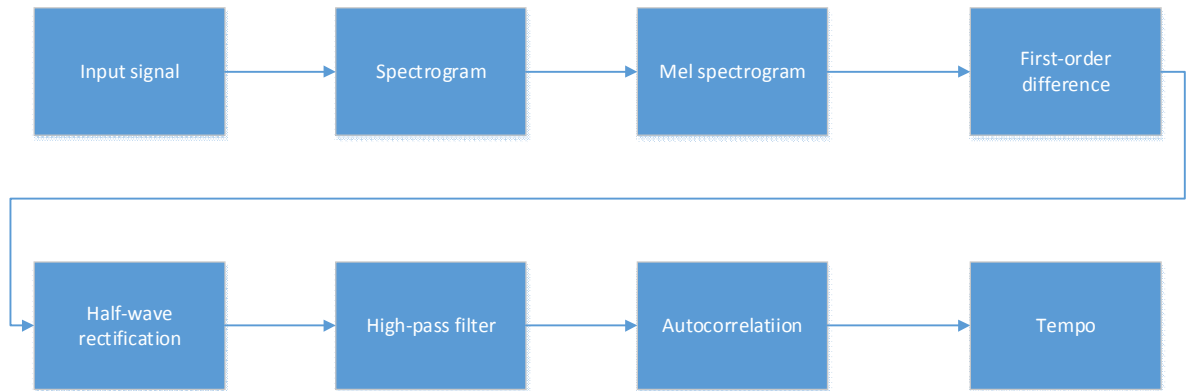 Input signal
Spectrogram
Mel spectrogram
First-order
difference
Half-wave
rectification
High-pass filter
Autocorrelatiion
Tempo